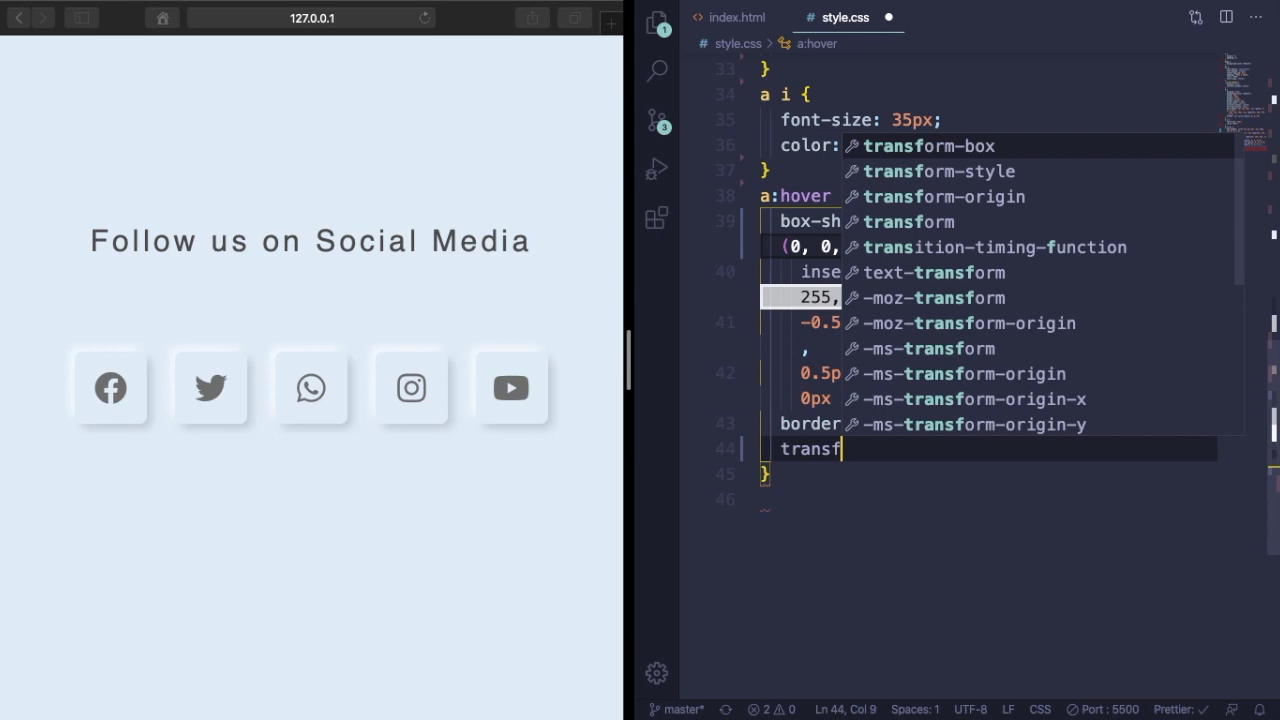 127.0.0.1
Follow us on Social Media
1
3
index.html
style.css
style.css
a:hover
33 }
34 a i {
35 font-size: 35px;
36 color:
37 }
38 a:hover
39 box-sh
(0, 0,
40 inse
255,
41 -0.5
,
42 0.5p
0px
43 border
44 transf
45 }
46
transform-box
transform-style
transform-origin
transform
transition-timing-function
text-transform
-moz-transform
-moz-transform-origin
-ms-transform
-ms-transform-origin
-ms-transform-origin-x
-ms-transform-origin-y
master* 2 0 Ln 44, Col 9 Spaces: 1 UTF-8 LF CSS Port : 5500 Prettier: